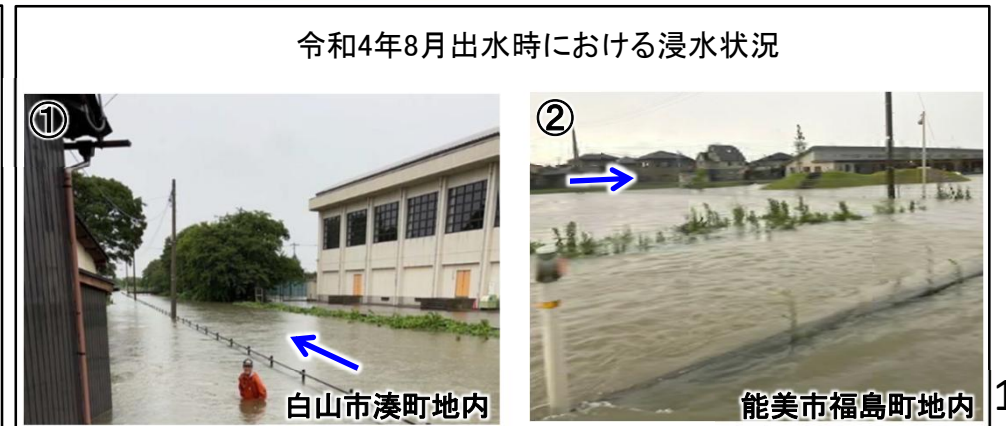 令和4年8月出水時における浸水状況
①
②
白山市湊町地内
能美市福島町地内
1